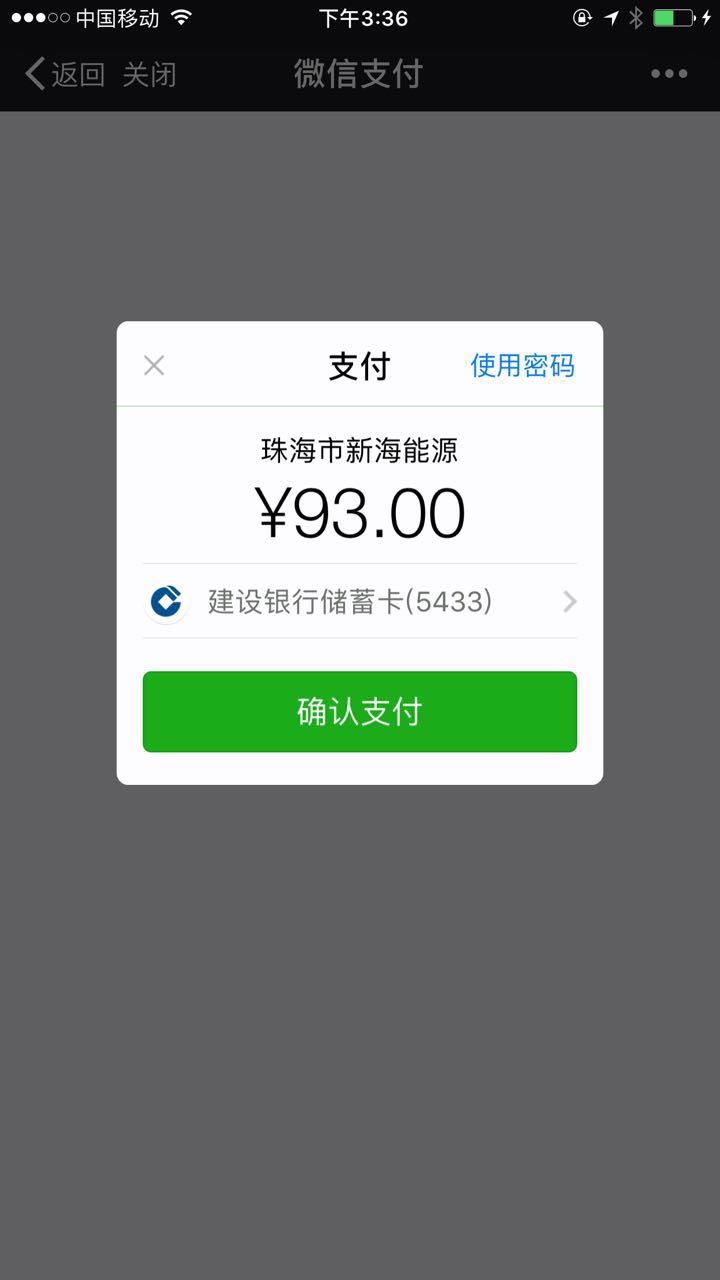 中国移动 下午3:36
返回 关闭 微信支付
支付 使用密码
珠海市新海能源
¥93.00
建设银行储蓄卡(5433)
确认支付